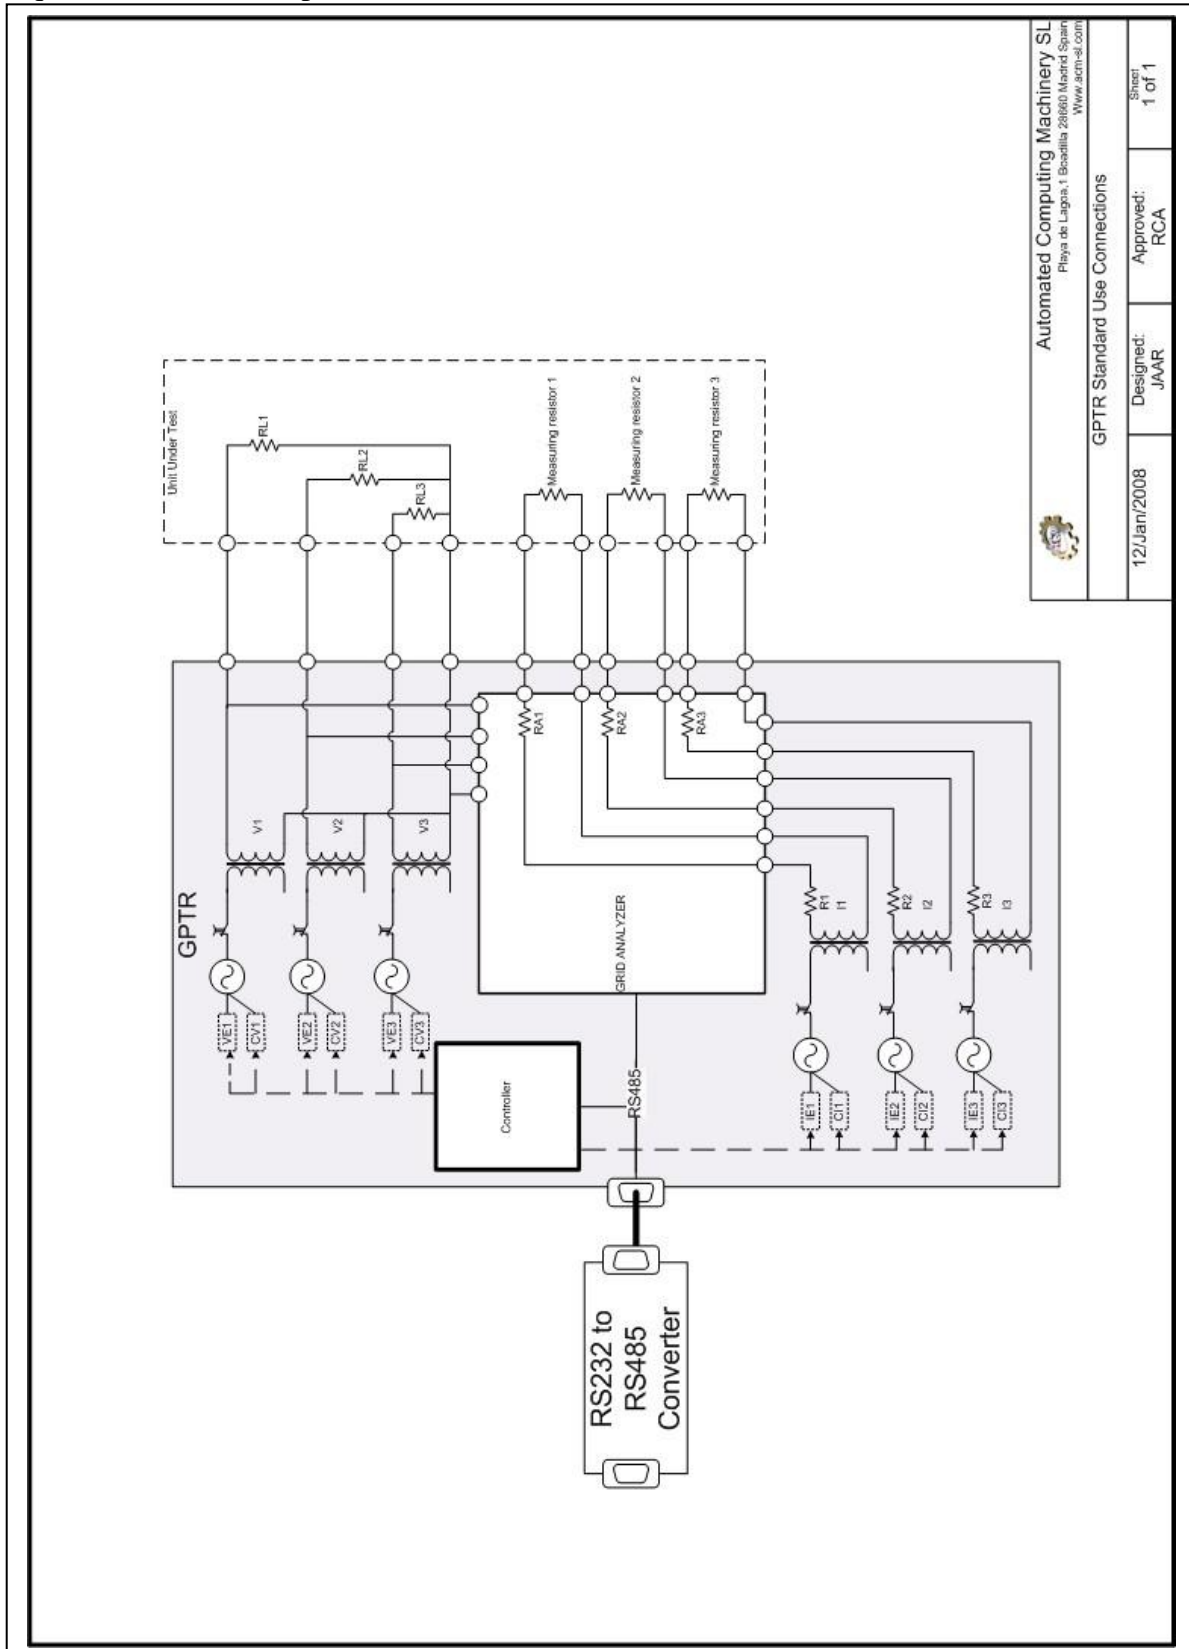 Unit Under Test
RL1
RL2
RL3
Measuring resistor 1
Measuring resistor 2
Measuring resistor 3
GPTR
V1
V2
V3
VE1
CV1
VE2
CV2
VE3
CV3
RA1
RA2
RA3
GRID ANALYZER
Controller
RS485
R1
I1
R2
I2
R3
I3
IE1
CI1
IE2
CI2
IE3
CI3
RS232 to
RS485
Converter
Automated Computing Machinery SL
Playa de Lagoa,1 Boadilla 28660 Madrid Spain
Www.acm-sl.com
GPTR Standard Use Connections
12/Jan/2008
Designed:
JAAR
Approved:
RCA
Sheet
1 of 1